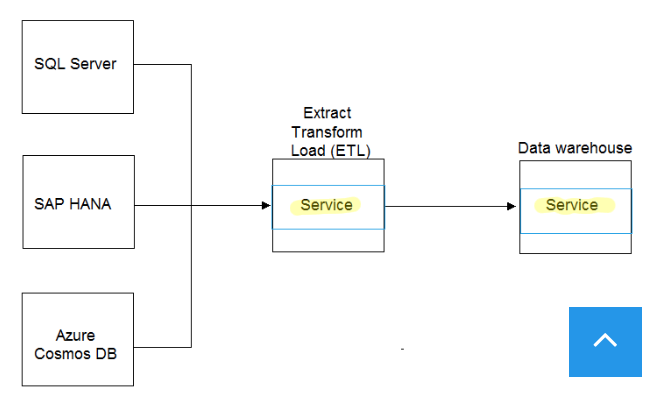 SQL Server
Extract
Transform
Load (ETL)
Data warehouse
SAP HANA
Service
Service
Azure
Cosmos DB